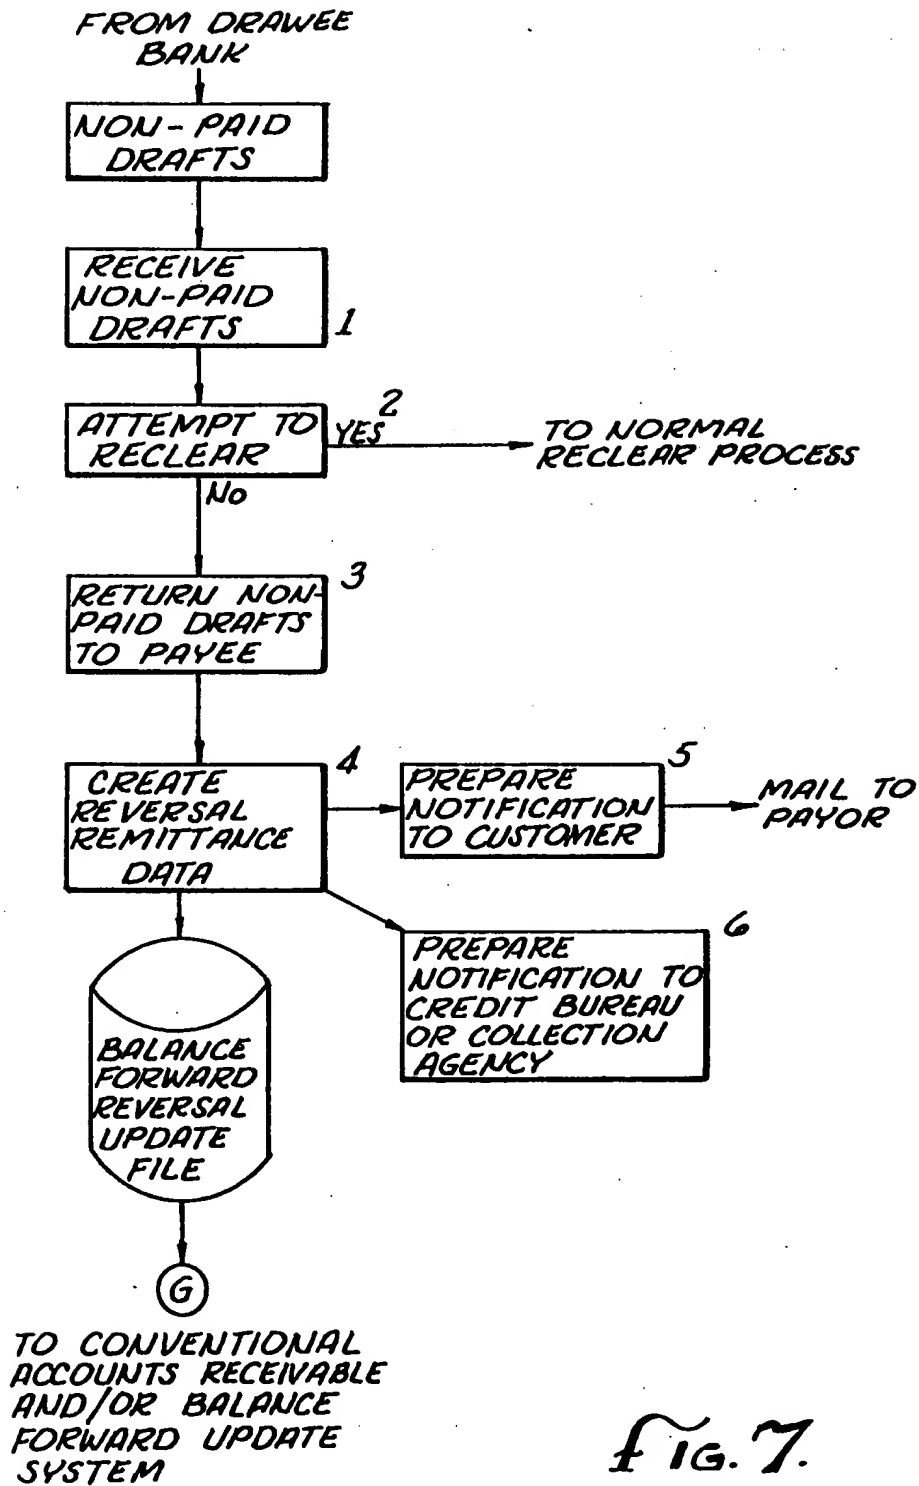 FROM DRAWEE
BANK
NON-PAID
DRAFTS
RECEIVE
NON-PAID
DRAFTS
1
ATTEMPT TO
RECLEAR
2
YES
TO NORMAL
RECLEAR PROCESS
NO
3
RETURN NON-
PAID DRAFTS
TO PAYEE
4
CREATE
REVERSAL
REMITTANCE
DATA
5
PREPARE
NOTIFICATION
TO CUSTOMER
MAIL TO
PAYOR
6
PREPARE
NOTIFICATION TO
CREDIT BUREAU
OR COLLECTION
AGENCY
BALANCE
FORWARD
REVERSAL
UPDATE
FILE
G
TO CONVENTIONAL
ACCOUNTS RECEIVABLE
AND/OR BALANCE
FORWARD UPDATE
SYSTEM
FIG. 7.